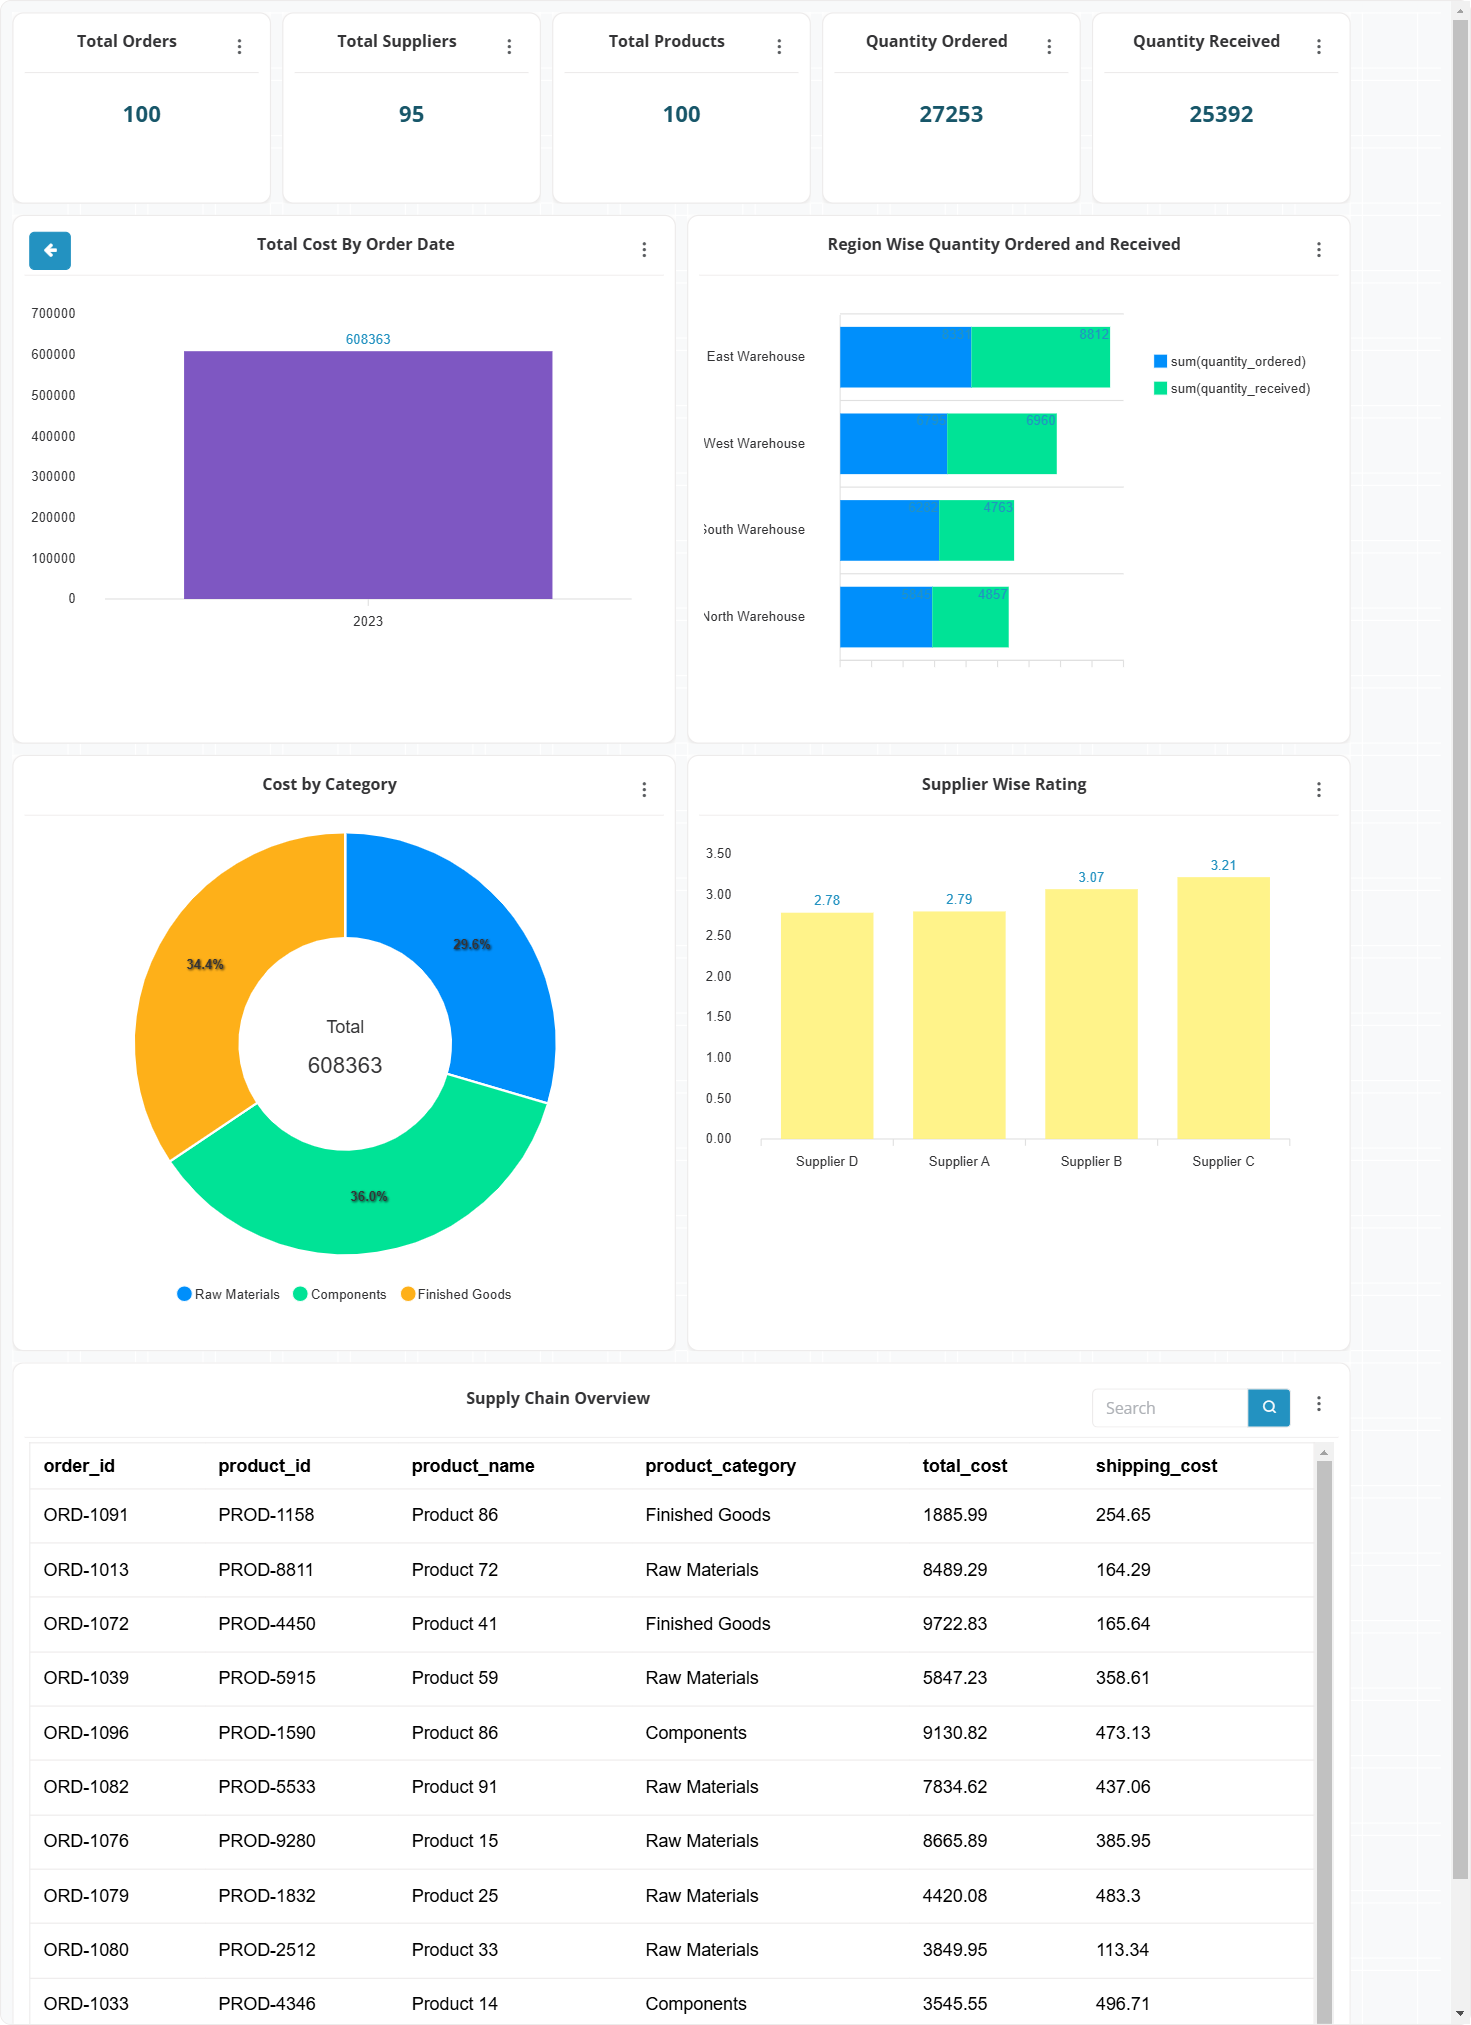 Total Orders
100
Total Suppliers
95
Total Products
100
Quantity Ordered
27253
Quantity Received
25392
Total Cost By Order Date
700000
600000
500000
400000
300000
200000
100000
0
608363
2023
Region Wise Quantity Ordered and Received
East Warehouse
8812
West Warehouse
6960
South Warehouse
4763
North Warehouse
4857
sum(quantity_ordered)
sum(quantity_received)
Cost by Category
29.6%
34.4%
36.0%
Total
608363
Raw Materials Components Finished Goods
Supplier Wise Rating
3.50
3.00
2.50
2.00
1.50
1.00
0.50
0.00
2.78
2.79
3.07
3.21
Supplier D Supplier A Supplier B Supplier C
Supply Chain Overview
Search
order_id product_id product_name product_category total_cost shipping_cost
ORD-1091 PROD-1158 Product 86 Finished Goods 1885.99 254.65
ORD-1013 PROD-8811 Product 72 Raw Materials 8489.29 164.29
ORD-1072 PROD-4450 Product 41 Finished Goods 9722.83 165.64
ORD-1039 PROD-5915 Product 59 Raw Materials 5847.23 358.61
ORD-1096 PROD-1590 Product 86 Components 9130.82 473.13
ORD-1082 PROD-5533 Product 91 Raw Materials 7834.62 437.06
ORD-1076 PROD-9280 Product 15 Raw Materials 8665.89 385.95
ORD-1079 PROD-1832 Product 25 Raw Materials 4420.08 483.3
ORD-1080 PROD-2512 Product 33 Raw Materials 3849.95 113.34
ORD-1033 PROD-4346 Product 14 Components 3545.55 496.71